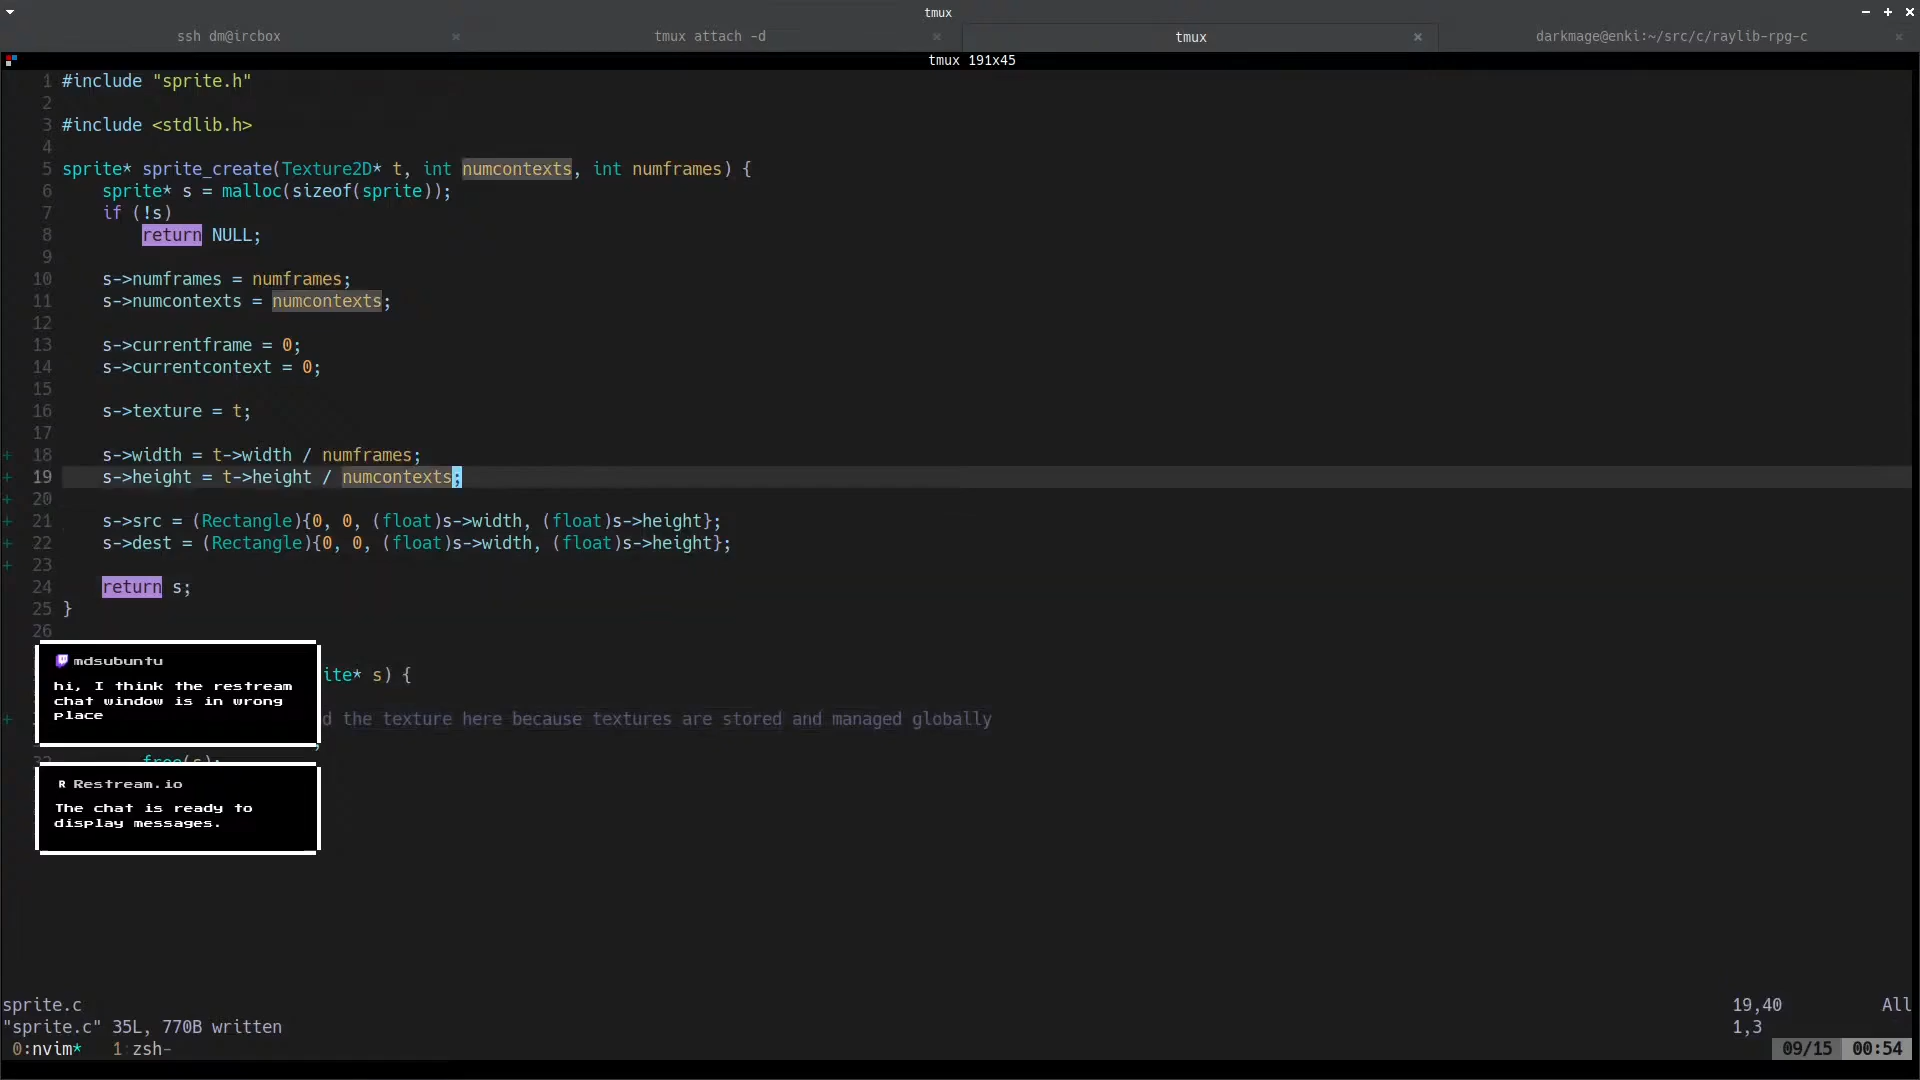 tmux
ssh dm@ircbox × tmux attach -d × tmux × darkmage@enki:~/src/c/raylib-rpg-c ×
tmux 191x45
1 #include "sprite.h"
2
3 #include <stdlib.h>
4
5 sprite* sprite_create(Texture2D* t, int numcontexts, int numframes) {
6     sprite* s = malloc(sizeof(sprite));
7     if (!s)
8         return NULL;
9
10     s->numframes = numframes;
11     s->numcontexts = numcontexts;
12
13     s->currentframe = 0;
14     s->currentcontext = 0;
15
16     s->texture = t;
17
+ 18     s->width = t->width / numframes;
+ 19     s->height = t->height / numcontexts;
+ 20
+ 21     s->src = (Rectangle){0, 0, (float)s->width, (float)s->height};
+ 22     s->dest = (Rectangle){0, 0, (float)s->width, (float)s->height};
+ 23
24     return s;
25 }
26
mdsubuntu
hi, I think the restream
chat window is in wrong
place
ite* s) {
+ d the texture here because textures are stored and managed globally
free(s);
R Restream.io
The chat is ready to
display messages.
sprite.c 19,40 All
"sprite.c" 35L, 770B written 1,3
0:nvim* 1 zsh- 09/15 00:54